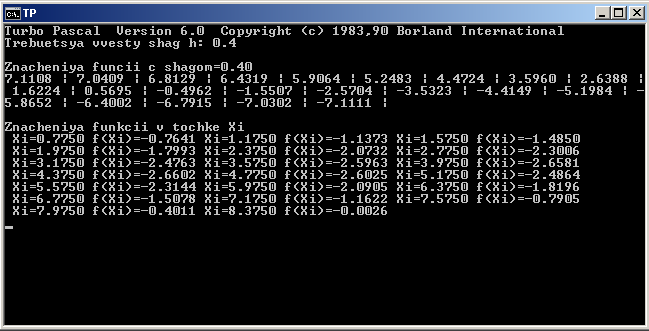 TP
Turbo Pascal  Version 6.0  Copyright (c) 1983,90 Borland International
Trebuetsya vvesty shag h: 0.4
Znacheniya funcii c shagom=0.40
7.1108 ¦ 7.0409 ¦ 6.8129 ¦ 6.4319 ¦ 5.9064 ¦ 5.2483 ¦ 4.4724 ¦ 3.5960 ¦ 2.6388 ¦
1.6224 ¦ 0.5695 ¦ -0.4962 ¦ -1.5507 ¦ -2.5704 ¦ -3.5323 ¦ -4.4149 ¦ -5.1984 ¦ -
5.8652 ¦ -6.4002 ¦ -6.7915 ¦ -7.0302 ¦ -7.1111 ¦
Znacheniya funkcii v tochke Xi
Xi=0.7750 f(Xi)=-0.7641 Xi=1.1750 f(Xi)=-1.1373 Xi=1.5750 f(Xi)=-1.4850
Xi=1.9750 f(Xi)=-1.7993 Xi=2.3750 f(Xi)=-2.0732 Xi=2.7750 f(Xi)=-2.3006
Xi=3.1750 f(Xi)=-2.4763 Xi=3.5750 f(Xi)=-2.5963 Xi=3.9750 f(Xi)=-2.6581
Xi=4.3750 f(Xi)=-2.6602 Xi=4.7750 f(Xi)=-2.6025 Xi=5.1750 f(Xi)=-2.4864
Xi=5.5750 f(Xi)=-2.3144 Xi=5.9750 f(Xi)=-2.0905 Xi=6.3750 f(Xi)=-1.8196
Xi=6.7750 f(Xi)=-1.5078 Xi=7.1750 f(Xi)=-1.1622 Xi=7.5750 f(Xi)=-0.7905
Xi=7.9750 f(Xi)=-0.4011 Xi=8.3750 f(Xi)=-0.0026